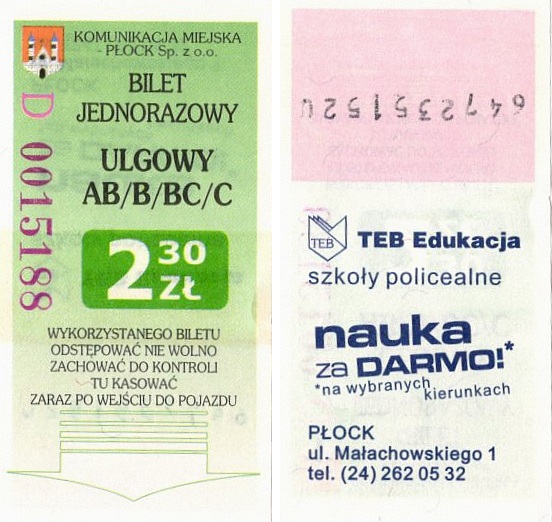 KOMUNIKACJA MIEJSKA
- PŁOCK Sp. z o.o.
BILET
JEDNORAZOWY
ULGOWY
AB/B/BC/C
2 30 ZŁ
D 0015188
WYKORZYSTANEGO BILETU
ODSTĘPOWAĆ NIE WOLNO
ZACHOWAĆ DO KONTROLI
TU KASOWAĆ
ZARAZ PO WEJŚCIU DO POJAZDU
TEB
TEB Edukacja
szkoły policealne
nauka
za DARMO!*
*na wybranych
kierunkach
PŁOCK
ul. Małachowskiego 1
tel. (24) 262 05 32